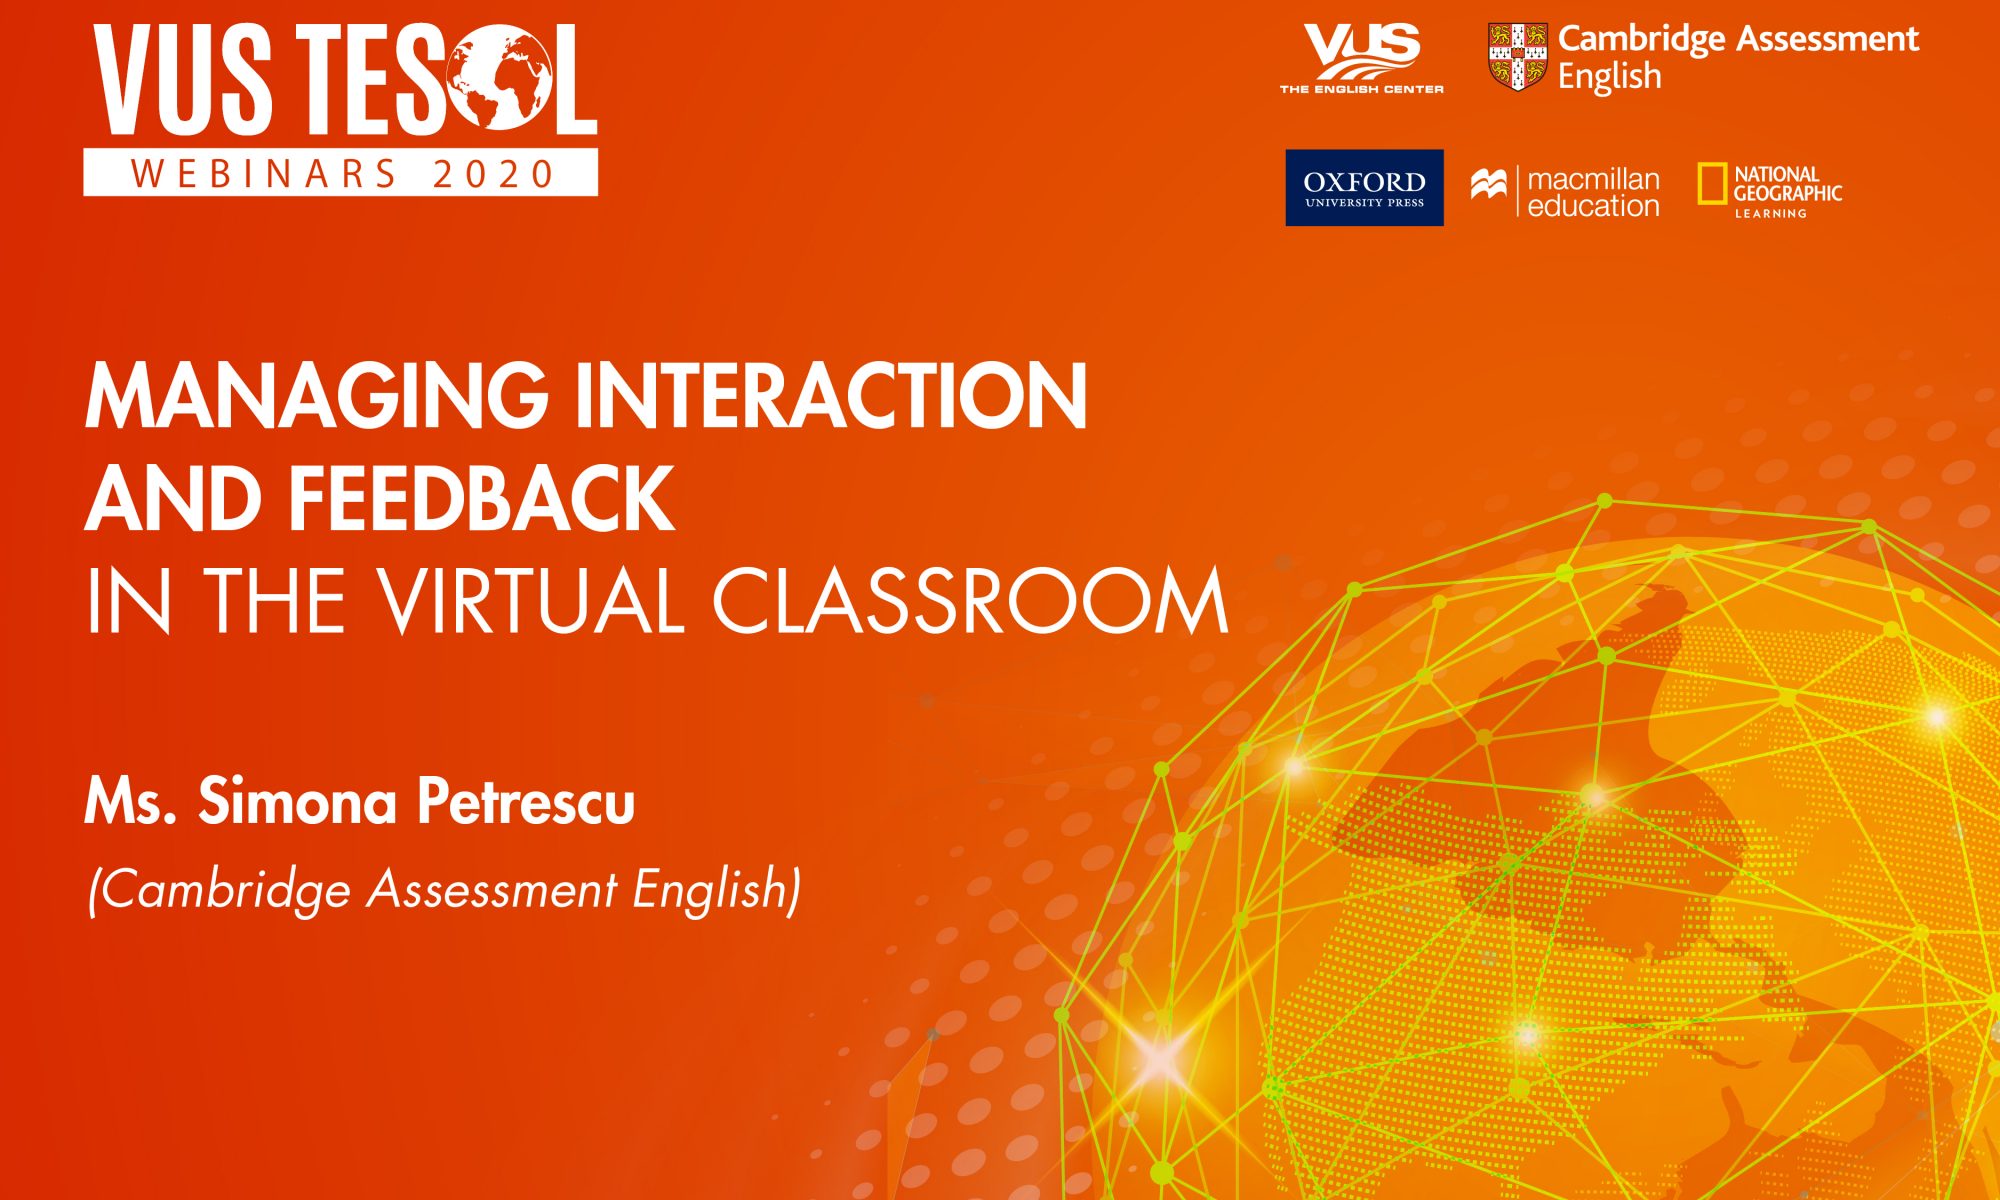 VUS TESOL
WEBINARS 2020
VUS
THE ENGLISH CENTER
Cambridge Assessment
English
OXFORD
UNIVERSITY PRESS
macmillan
education
NATIONAL
GEOGRAPHIC
LEARNING
MANAGING INTERACTION
AND FEEDBACK
IN THE VIRTUAL CLASSROOM
Ms. Simona Petrescu
(Cambridge Assessment English)